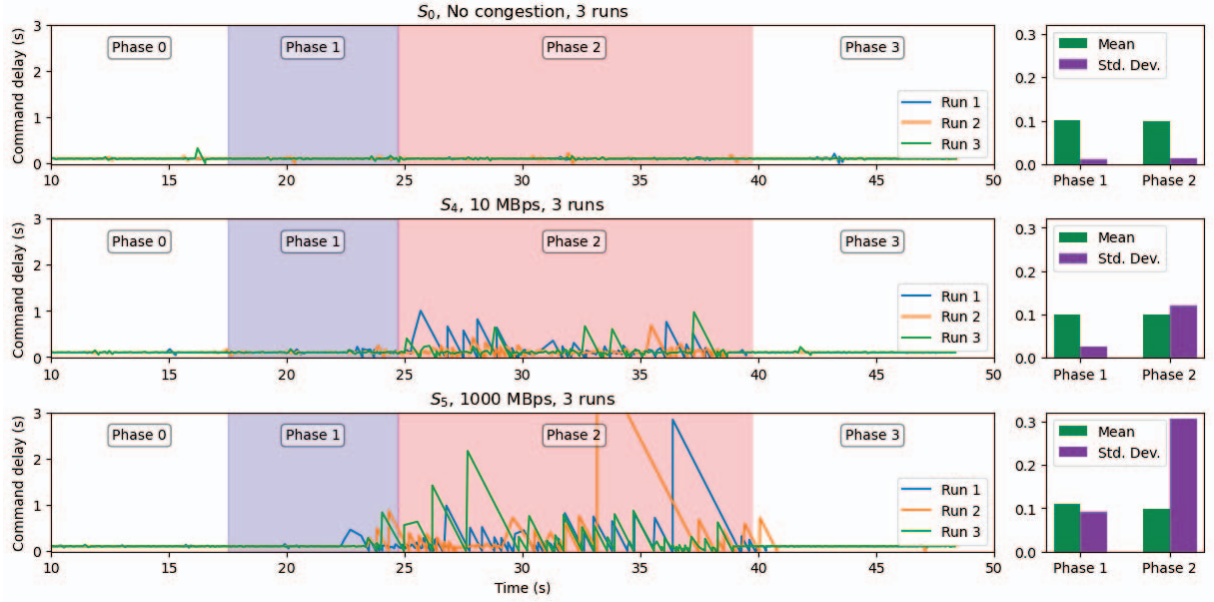 S₀, No congestion, 3 runs
Command delay (s)
3
2
1
0
Phase 0
Phase 1
Phase 2
Phase 3
Run 1
Run 2
Run 3
10 15 20 25 30 35 40 45 50
0.3
0.2
0.1
0.0
Mean
Std. Dev.
Phase 1 Phase 2
S₄, 10 MBps, 3 runs
Command delay (s)
3
2
1
0
Phase 0
Phase 1
Phase 2
Phase 3
Run 1
Run 2
Run 3
10 15 20 25 30 35 40 45 50
0.3
0.2
0.1
0.0
Mean
Std. Dev.
Phase 1 Phase 2
S₅, 1000 MBps, 3 runs
Command delay (s)
3
2
1
0
Phase 0
Phase 1
Phase 2
Phase 3
Run 1
Run 2
Run 3
10 15 20 25 30 35 40 45 50
Time (s)
0.3
0.2
0.1
0.0
Mean
Std. Dev.
Phase 1 Phase 2